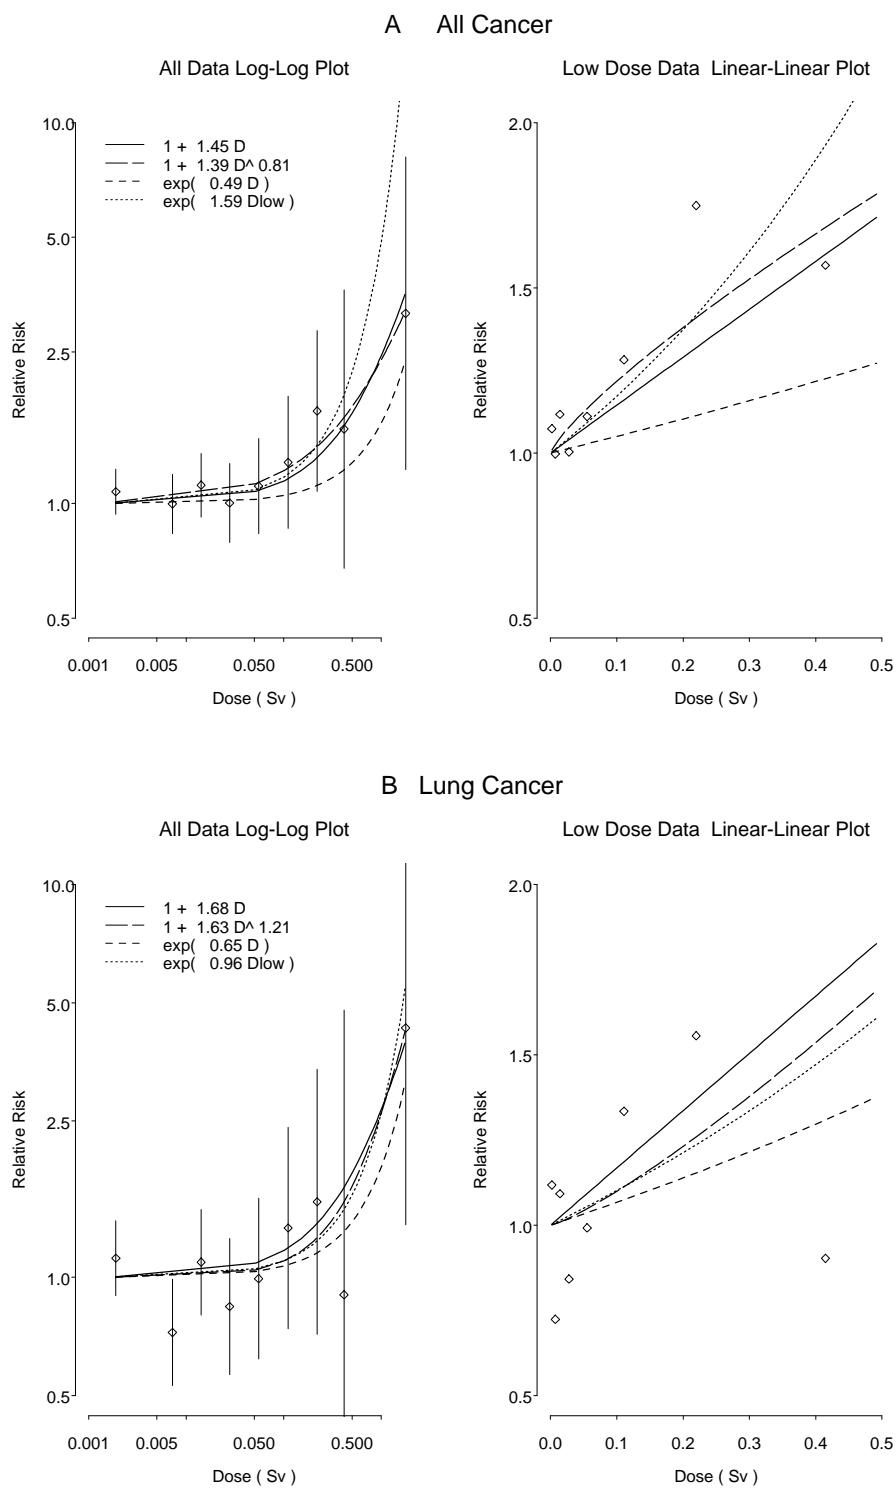 A All Cancer
All Data Log-Log Plot
Low Dose Data Linear-Linear Plot
Relative Risk
10.0
5.0
2.5
1.0
0.5
1 + 1.45 D
1 + 1.39 D^ 0.81
exp( 0.49 D )
exp( 1.59 Dlow )
0.001 0.005 0.050 0.500
Dose ( Sv )
Relative Risk
2.0
1.5
1.0
0.5
0.0 0.1 0.2 0.3 0.4 0.5
Dose ( Sv )
B Lung Cancer
All Data Log-Log Plot
Low Dose Data Linear-Linear Plot
Relative Risk
10.0
5.0
2.5
1.0
0.5
1 + 1.68 D
1 + 1.63 D^ 1.21
exp( 0.65 D )
exp( 0.96 Dlow )
0.001 0.005 0.050 0.500
Dose ( Sv )
Relative Risk
2.0
1.5
1.0
0.5
0.0 0.1 0.2 0.3 0.4 0.5
Dose ( Sv )